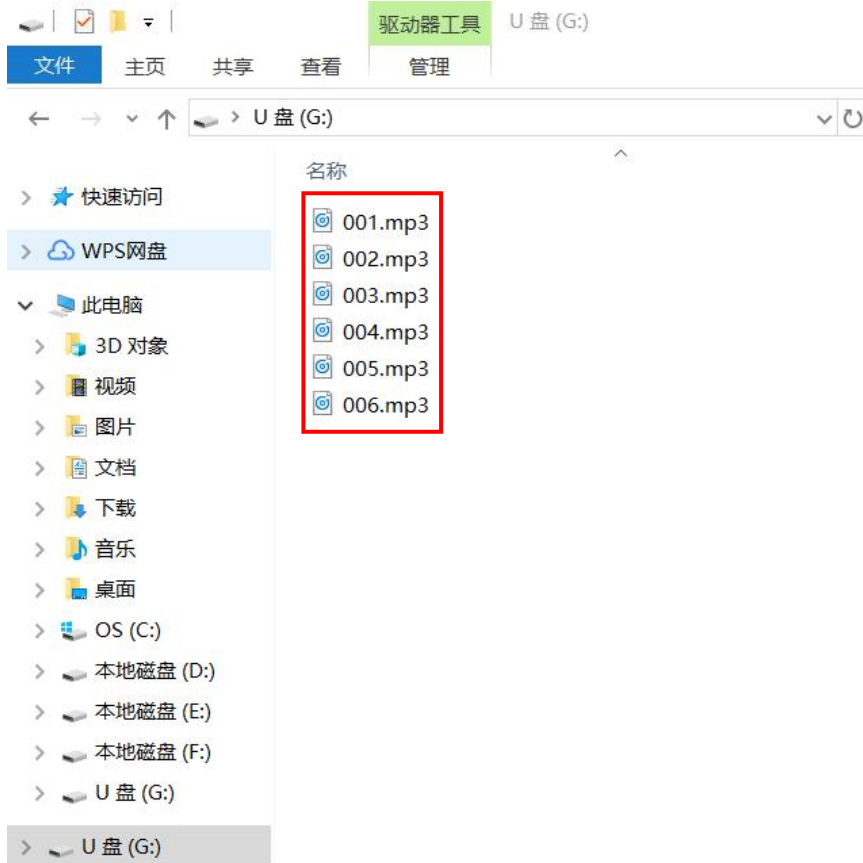 驱动器工具 U 盘 (G:)
文件 主页 共享 查看 管理
U 盘 (G:)
名称
快速访问
WPS网盘
此电脑
3D 对象
视频
图片
文档
下载
音乐
桌面
OS (C:)
本地磁盘 (D:)
本地磁盘 (E:)
本地磁盘 (F:)
U 盘 (G:)
U 盘 (G:)
001.mp3
002.mp3
003.mp3
004.mp3
005.mp3
006.mp3